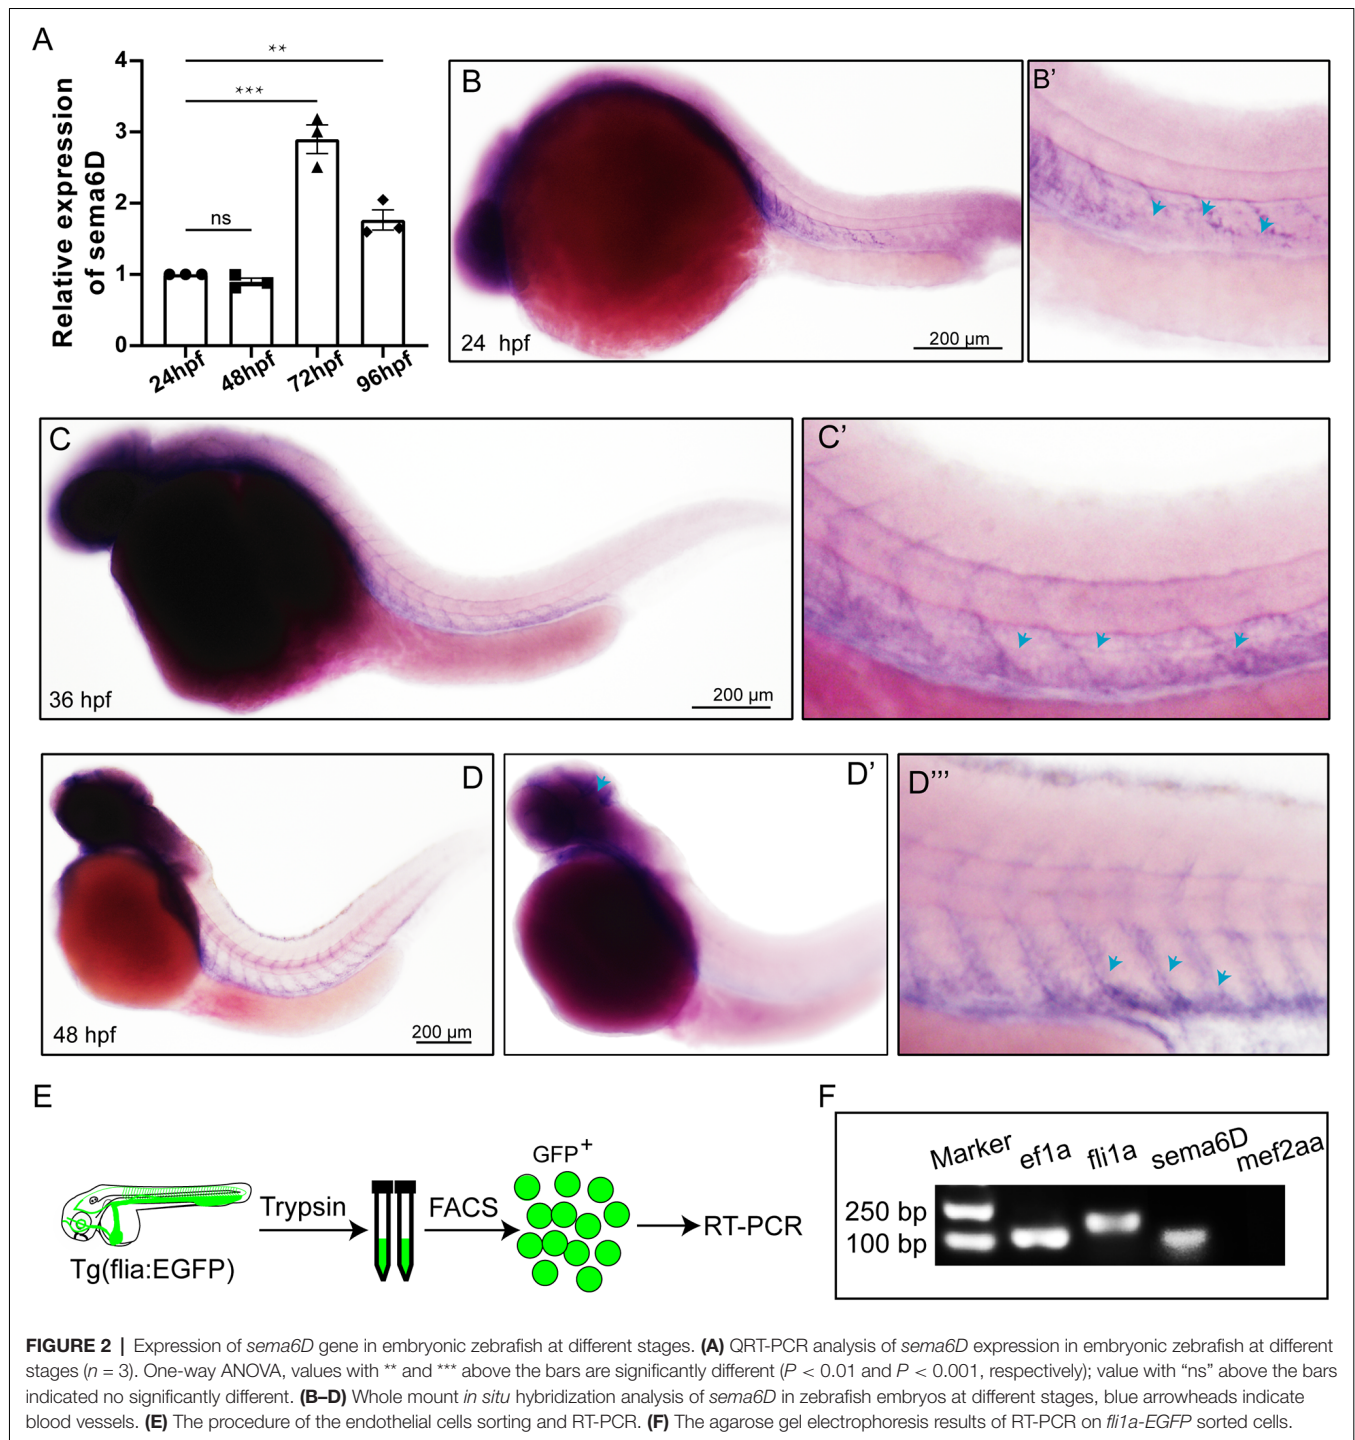 A
Relative expression
of sema6D
4
3
2
1
0
**
***
ns
24hpf
48hpf
72hpf
96hpf
B
24 hpf
200 µm
B’
C
36 hpf
200 µm
C’
D
48 hpf
200 µm
D’
D’’’
E
Tg(flia:EGFP)
Trypsin
FACS
GFP+
RT-PCR
F
Marker
ef1a
fli1a
sema6D
mef2aa
250 bp
100 bp
FIGURE 2 | Expression of sema6D gene in embryonic zebrafish at different stages. (A) QRT-PCR analysis of sema6D expression in embryonic zebrafish at different
stages (n = 3). One-way ANOVA, values with ** and *** above the bars are significantly different (P < 0.01 and P < 0.001, respectively); value with “ns” above the bars
indicated no significantly different. (B–D) Whole mount in situ hybridization analysis of sema6D in zebrafish embryos at different stages, blue arrowheads indicate
blood vessels. (E) The procedure of the endothelial cells sorting and RT-PCR. (F) The agarose gel electrophoresis results of RT-PCR on fli1a-EGFP sorted cells.